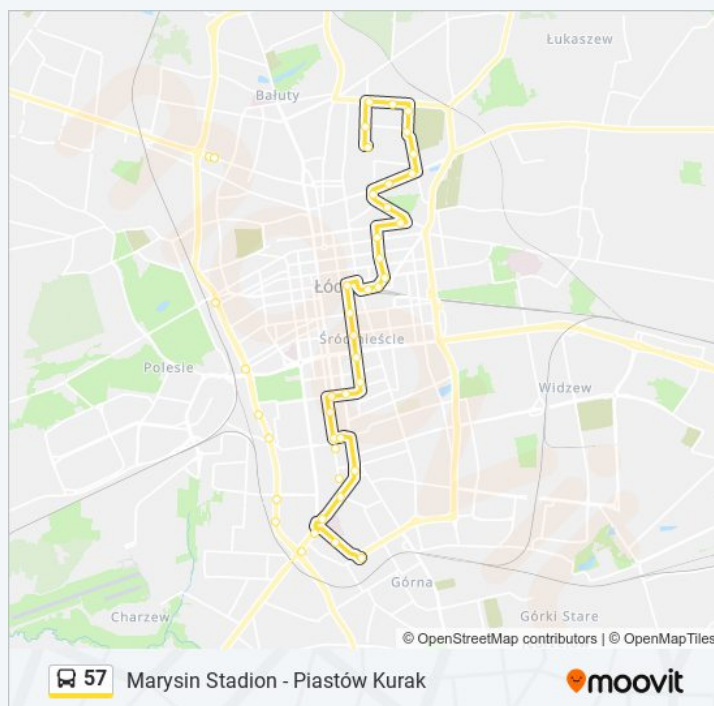 Łukaszew
Bałuty
Łódź
Śródmieście
Polesie
Widzew
Górna
Charzew
Górki Stare
© OpenStreetMap contributors | © OpenMapTiles
57 Marysin Stadion - Piastów Kurak
moovit